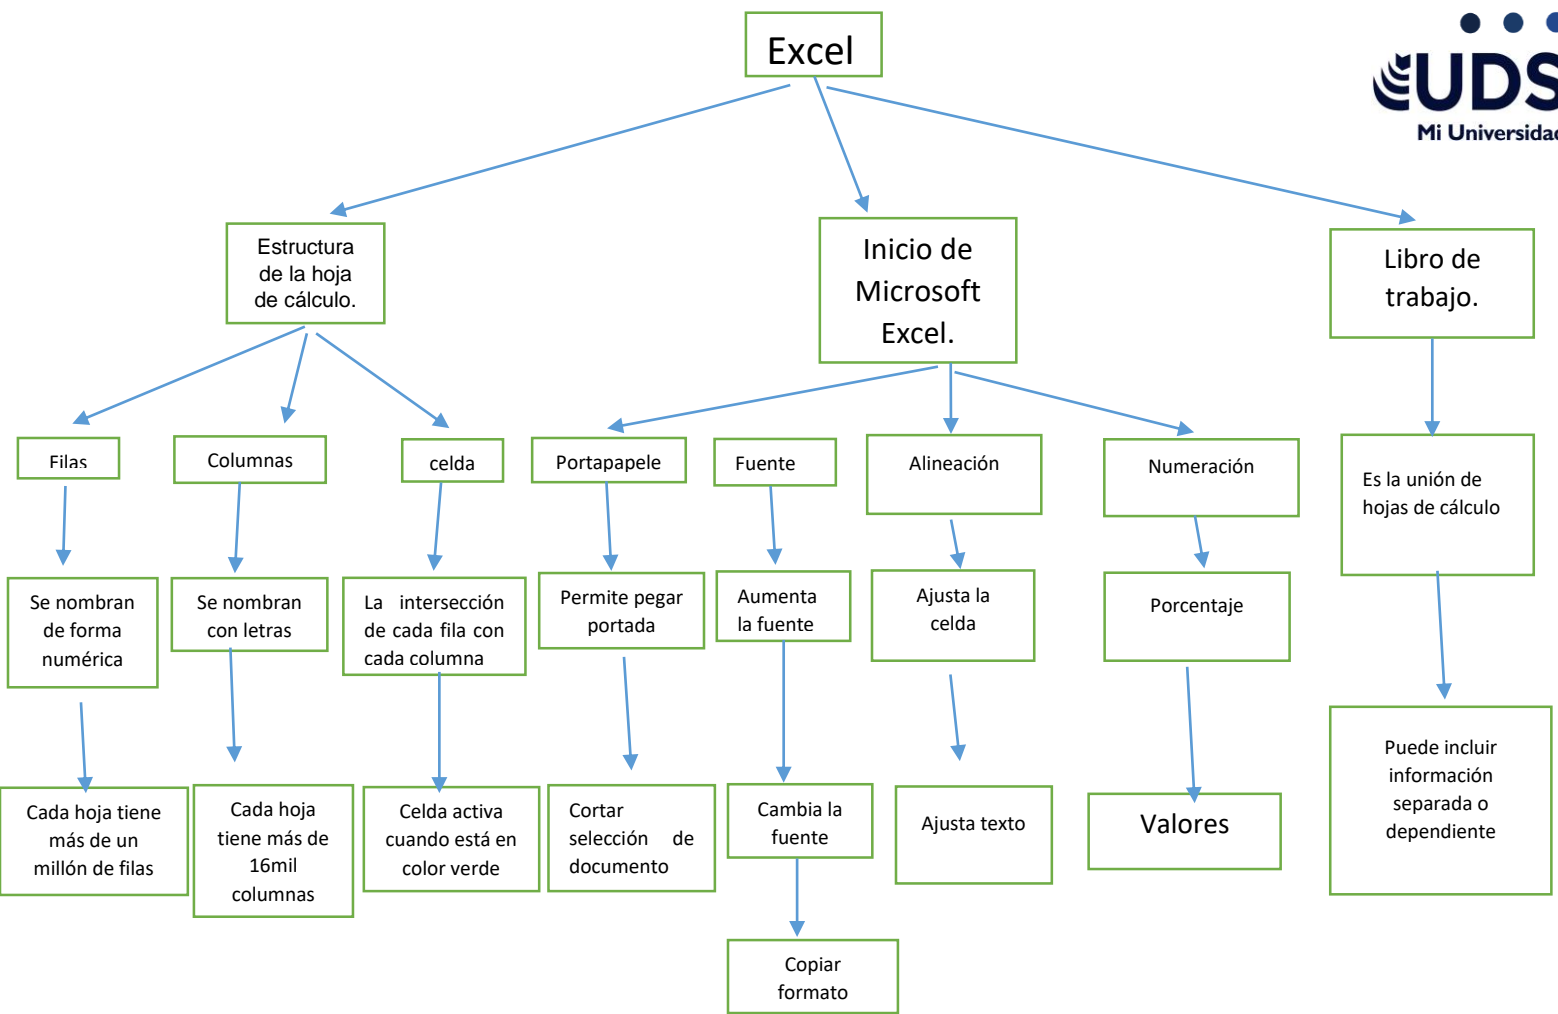 Excel
UDS
Mi Universidad
Estructura
de la hoja
de cálculo.
Inicio de
Microsoft
Excel.
Libro de
trabajo.
Filas
Columnas
celda
Portapapele
Fuente
Alineación
Numeración
Es la unión de
hojas de cálculo
Se nombran
de forma
numérica
Se nombran
con letras
La intersección
de cada fila con
cada columna
Permite pegar
portada
Aumenta
la fuente
Ajusta la
celda
Porcentaje
Puede incluir
información
separada o
dependiente
Cada hoja tiene
más de un
millón de filas
Cada hoja
tiene más de
16mil
columnas
Celda activa
cuando está en
color verde
Cortar
selección de
documento
Cambia la
fuente
Ajusta texto
Valores
Copiar
formato